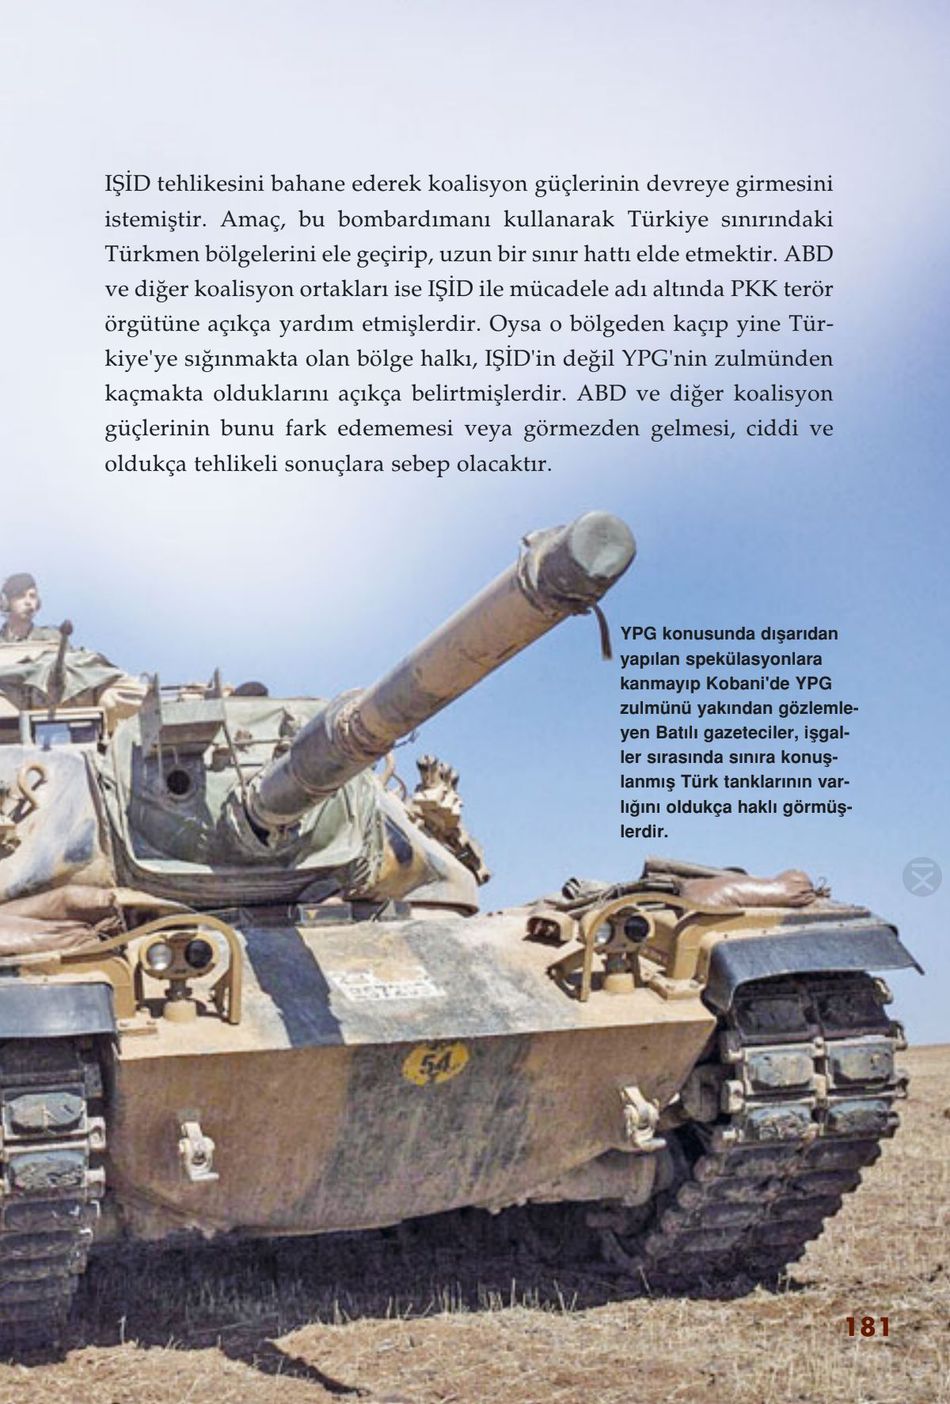 IŞİD tehlikesini bahane ederek koalisyon güçlerinin devreye girmesini
istemiştir. Amaç, bu bombardımanı kullanarak Türkiye sınırındaki
Türkmen bölgelerini ele geçirip, uzun bir sınır hattı elde etmektir. ABD
ve diğer koalisyon ortakları ise IŞİD ile mücadele adı altında PKK terör
örgütüne açıkça yardım etmişlerdir. Oysa o bölgeden kaçıp yine Tür-
kiye'ye sığınmakta olan bölge halkı, IŞİD'in değil YPG'nin zulmünden
kaçmakta olduklarını açıkça belirtmişlerdir. ABD ve diğer koalisyon
güçlerinin bunu fark edememesi veya görmezden gelmesi, ciddi ve
oldukça tehlikeli sonuçlara sebep olacaktır.
YPG konusunda dışarıdan
yapılan spekülasyonlara
kanmayıp Kobani'de YPG
zulmünü yakından gözlemle-
yen Batılı gazeteciler, işgal-
ler sırasında sınıra konuş-
lanmış Türk tanklarının var-
lığını oldukça haklı görmüş-
lerdir.
54
181